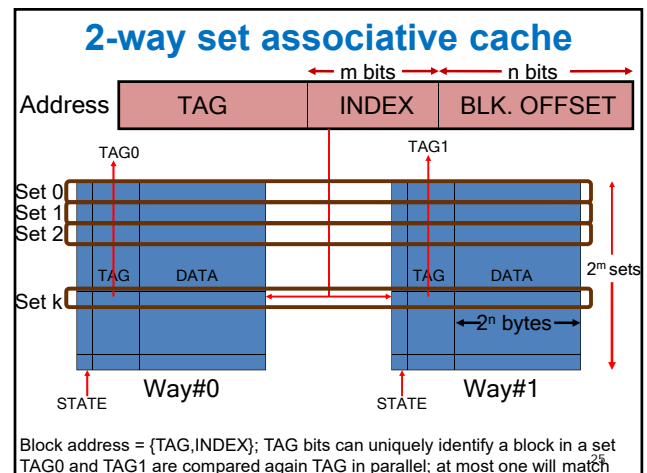 2-way set associative cache
m bits n bits
Address TAG INDEX BLK. OFFSET
TAG0 TAG1
Set 0
Set 1
Set 2
TAG DATA TAG DATA
2ᵐ sets
Set k
2ⁿ bytes
Way#0 Way#1
STATE STATE
Block address = {TAG,INDEX}; TAG bits can uniquely identify a block in a set
TAG0 and TAG1 are compared again TAG in parallel; at most one will match
25